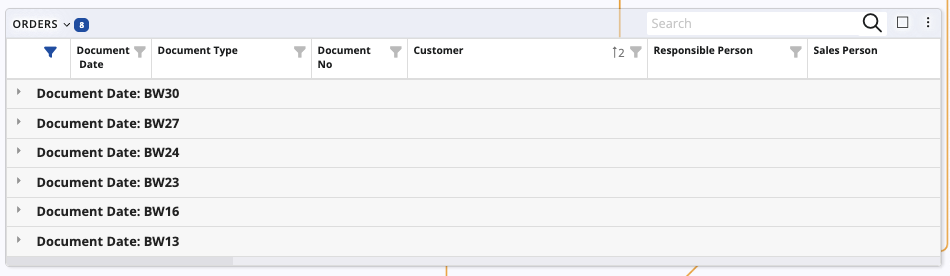 ORDERS 8 Search
Document Date Document Type Document No Customer 2 Responsible Person Sales Person
Document Date: BW30
Document Date: BW27
Document Date: BW24
Document Date: BW23
Document Date: BW16
Document Date: BW13